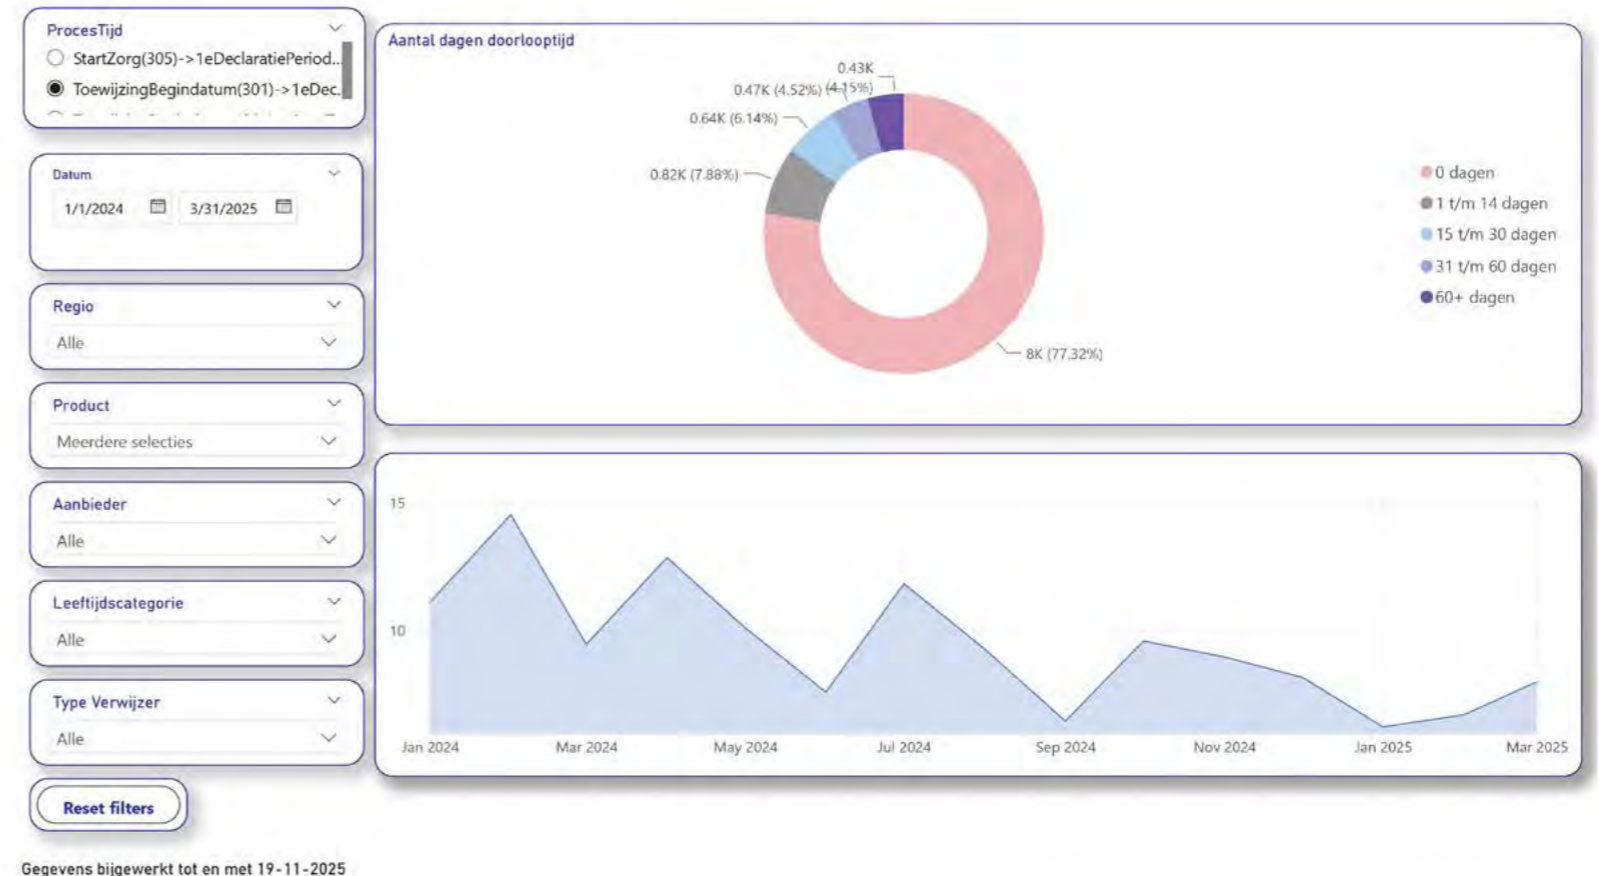 ProcesTijd
StartZorg(305)->1eDeclaratiePeriod...
ToewijzingBegindatum(301)->1eDec...
Datum
1/1/2024 3/31/2025
Regio
Alle
Product
Meerdere selecties
Aanbieder
Alle
Leeftijdscategorie
Alle
Type Verwijzer
Alle
Reset filters
Gegevens bijgewerkt tot en met 19-11-2025
Aantal dagen doorlooptijd
0.43K
(4.15%)
0.47K (4.52%)
0.64K (6.14%)
0.82K (7.88%)
8K (77.32%)
0 dagen
1 t/m 14 dagen
15 t/m 30 dagen
31 t/m 60 dagen
60+ dagen
15
10
Jan 2024 Mar 2024 May 2024 Jul 2024 Sep 2024 Nov 2024 Jan 2025 Mar 2025